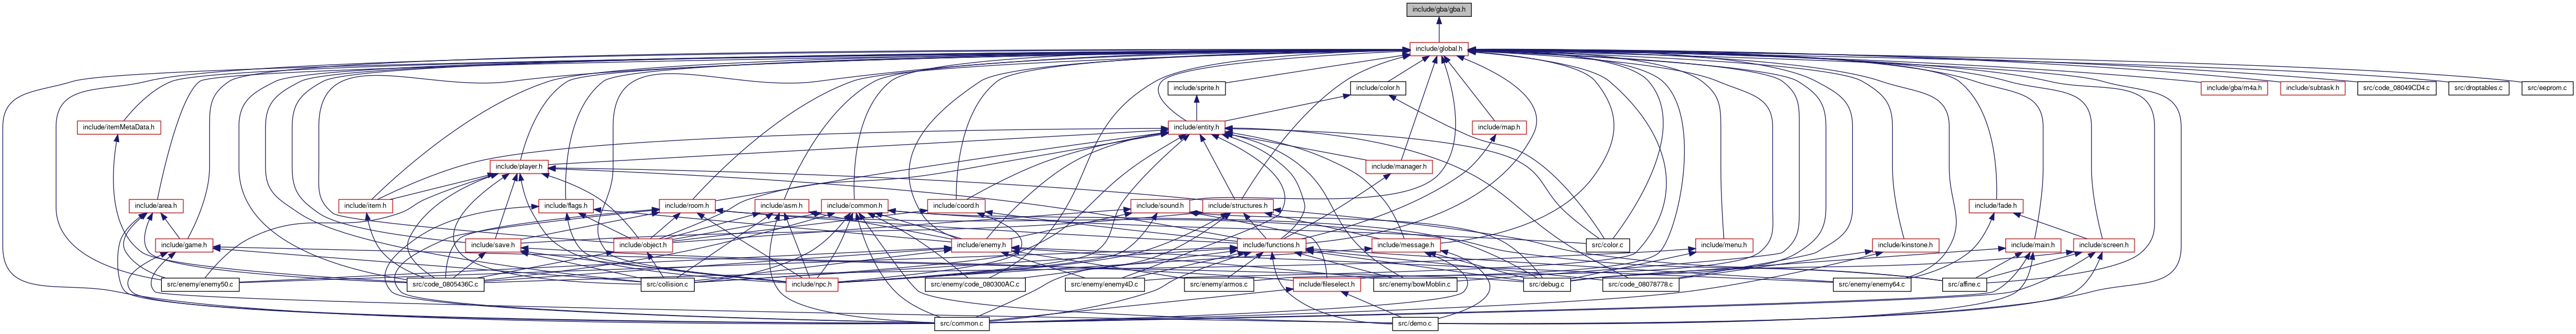 include/gba/gba.h
include/global.h
include/sprite.h
include/color.h
include/gba/m4a.h
include/subtask.h
src/code_08049CD4.c
src/droptables.c
src/eeprom.c
include/itemMetaData.h
include/entity.h
include/map.h
include/player.h
include/manager.h
include/area.h
include/item.h
include/flags.h
include/room.h
include/asm.h
include/common.h
include/coord.h
include/sound.h
include/structures.h
include/fade.h
include/game.h
include/save.h
include/object.h
include/enemy.h
include/functions.h
include/message.h
src/color.c
include/menu.h
include/kinstone.h
include/main.h
include/screen.h
src/enemy/enemy50.c
src/code_0805436C.c
src/collision.c
include/npc.h
src/enemy/code_080300AC.c
src/enemy/enemy4D.c
src/enemy/armos.c
include/fileselect.h
src/enemy/bowMoblin.c
src/debug.c
src/code_08078778.c
src/enemy/enemy64.c
src/affine.c
src/common.c
src/demo.c